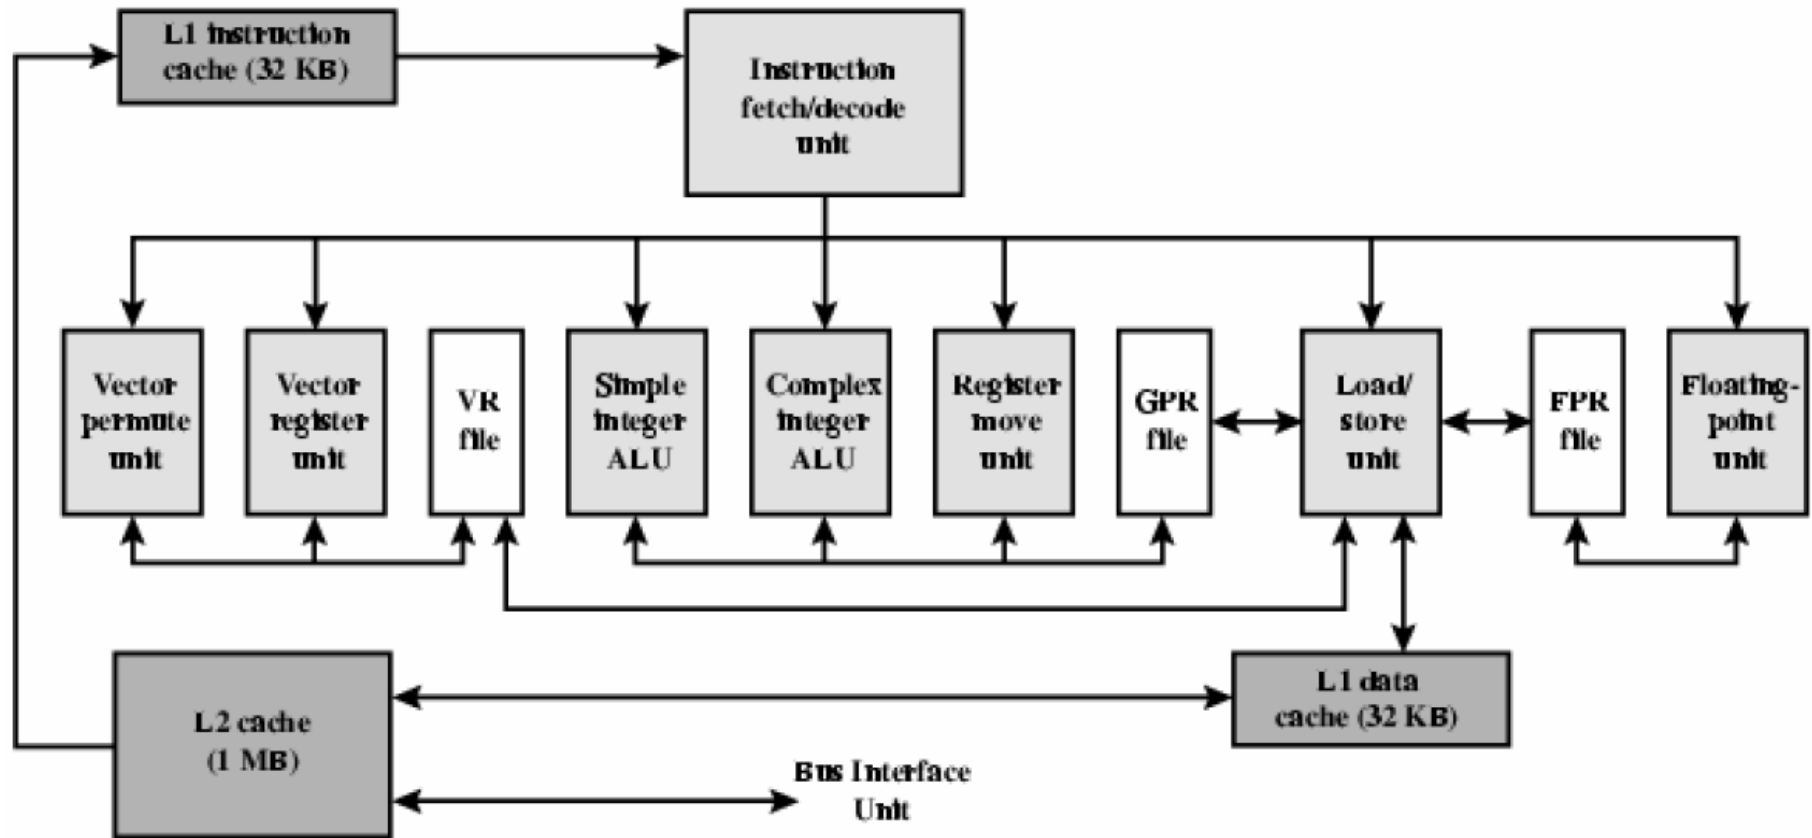 L1 instruction
cache (32 KB)
Instruction
fetch/decode
unit
Vector
permute
unit
Vector
register
unit
VR
file
Simple
integer
ALU
Complex
integer
ALU
Register
move
unit
GPR
file
Load/
store
unit
FPR
file
Floating-
point
unit
L2 cache
(1 MB)
L1 data
cache (32 KB)
Bus Interface
Unit